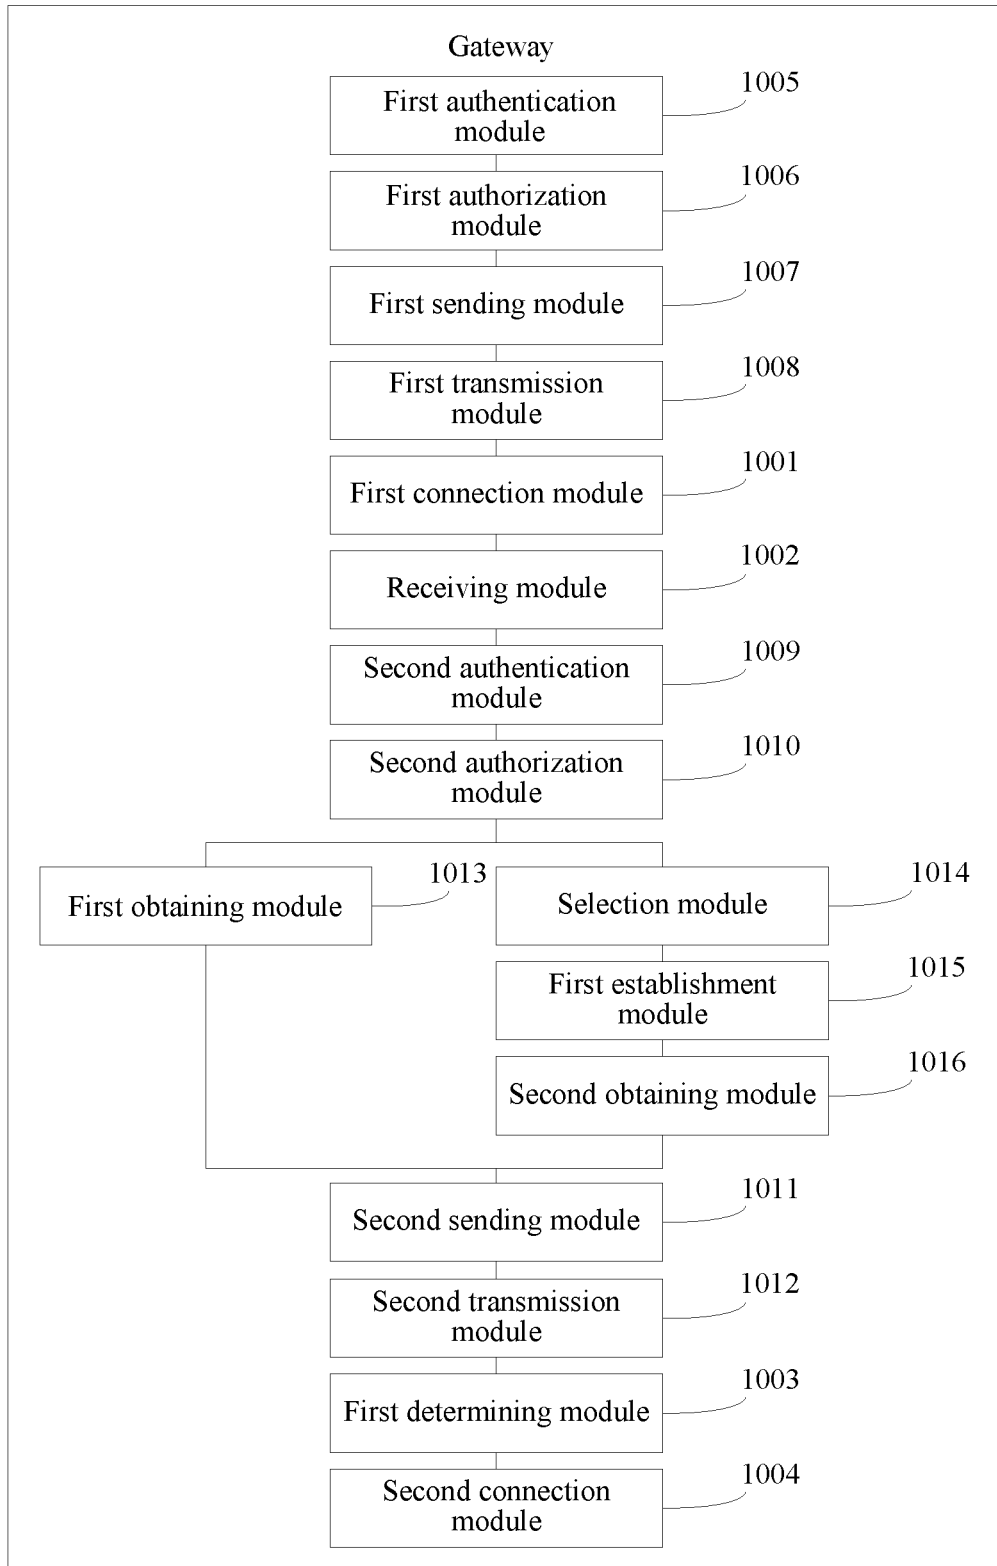 Gateway
First authentication
module
1005
First authorization
module
1006
First sending module
1007
First transmission
module
1008
First connection module
1001
Receiving module
1002
Second authentication
module
1009
Second authorization
module
1010
First obtaining module
1013
Selection module
1014
First establishment
module
1015
Second obtaining module
1016
Second sending module
1011
Second transmission
module
1012
First determining module
1003
Second connection
module
1004